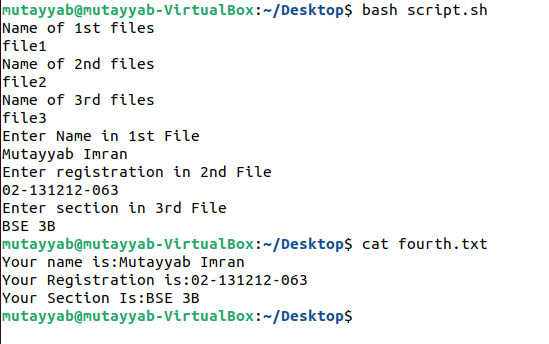 mutayyab@mutayyab-VirtualBox:~/Desktop$ bash script.sh
Name of 1st files
file1
Name of 2nd files
file2
Name of 3rd files
file3
Enter Name in 1st File
Mutayyab Imran
Enter registration in 2nd File
02-131212-063
Enter section in 3rd File
BSE 3B
mutayyab@mutayyab-VirtualBox:~/Desktop$ cat fourth.txt
Your name is:Mutayyab Imran
Your Registration is:02-131212-063
Your Section Is:BSE 3B
mutayyab@mutayyab-VirtualBox:~/Desktop$